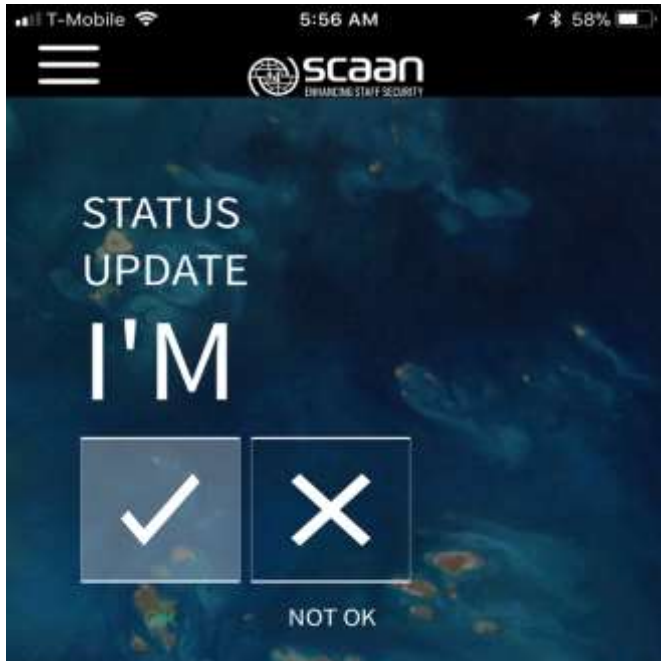 T-Mobile 5:56 AM 58%
scaan
ENHANCING STAFF SECURITY
STATUS
UPDATE
I'M
NOT OK